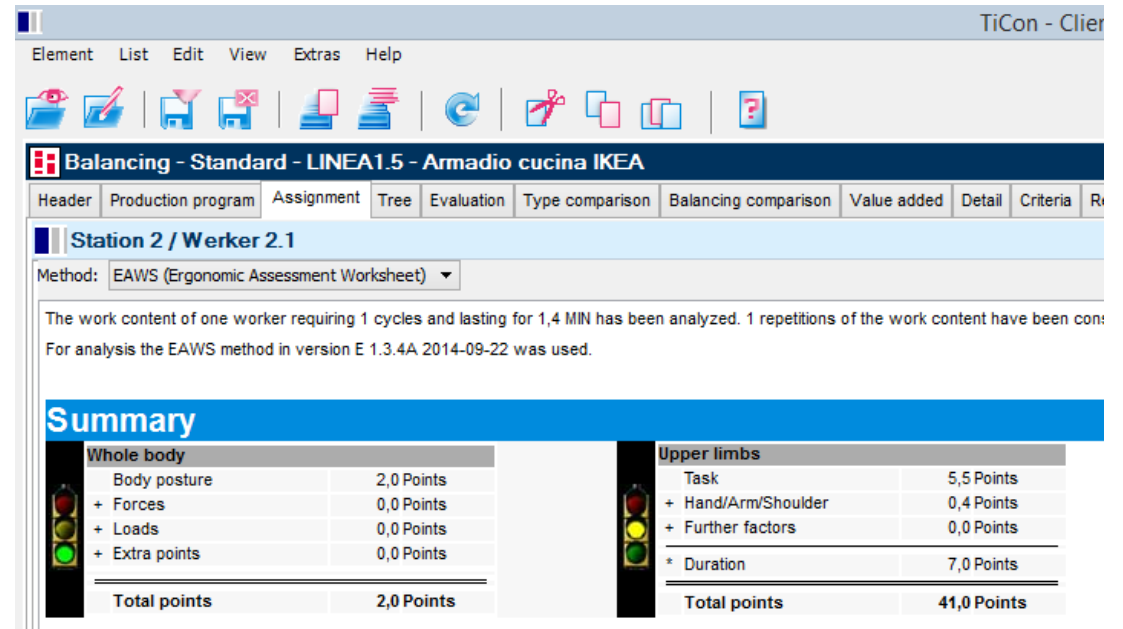 TiCon - Clien
Element List Edit View Extras Help
Balancing - Standard - LINEA1.5 - Armadio cucina IKEA
Header Production program Assignment Tree Evaluation Type comparison Balancing comparison Value added Detail Criteria Re
Station 2 / Werker 2.1
Method: EAWS (Ergonomic Assessment Worksheet)
The work content of one worker requiring 1 cycles and lasting for 1,4 MIN has been analyzed. 1 repetitions of the work content have been cons
For analysis the EAWS method in version E 1.3.4A 2014-09-22 was used.
Summary
Whole body
Body posture 2,0 Points
+ Forces 0,0 Points
+ Loads 0,0 Points
+ Extra points 0,0 Points
Total points 2,0 Points
Upper limbs
Task 5,5 Points
+ Hand/Arm/Shoulder 0,4 Points
+ Further factors 0,0 Points
* Duration 7,0 Points
Total points 41,0 Points